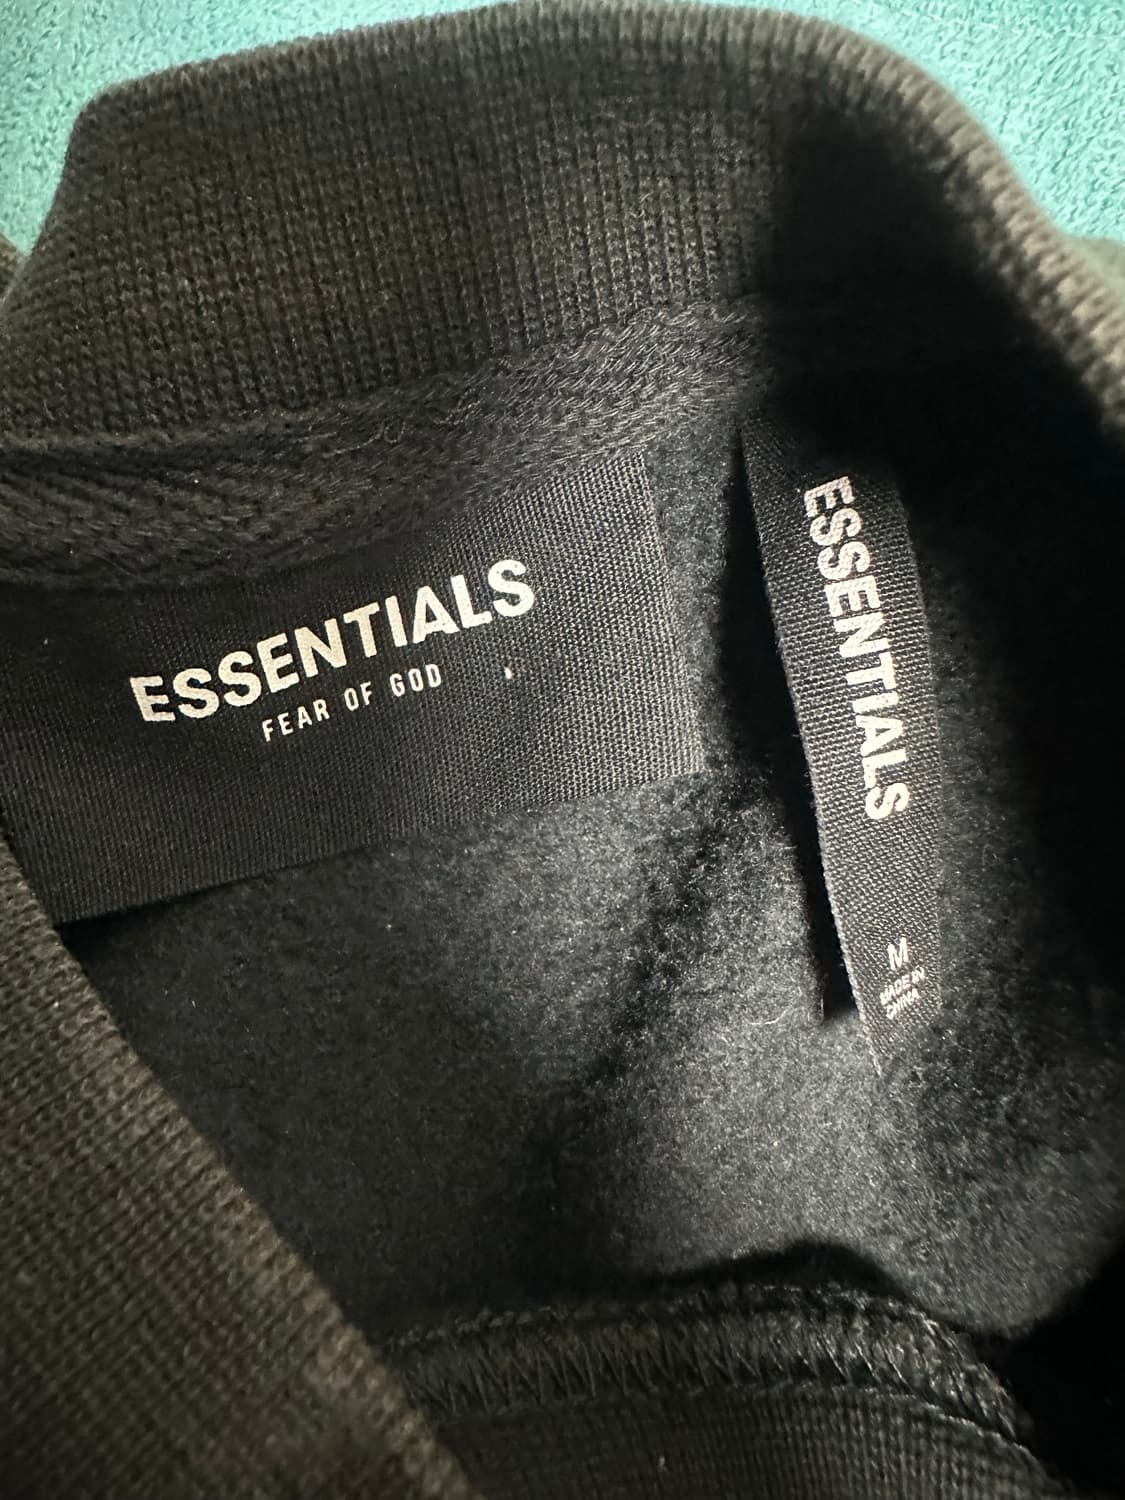 ESSENTIALS
FEAR OF GOD
ESSENTIALS
M
MADE IN
CHINA